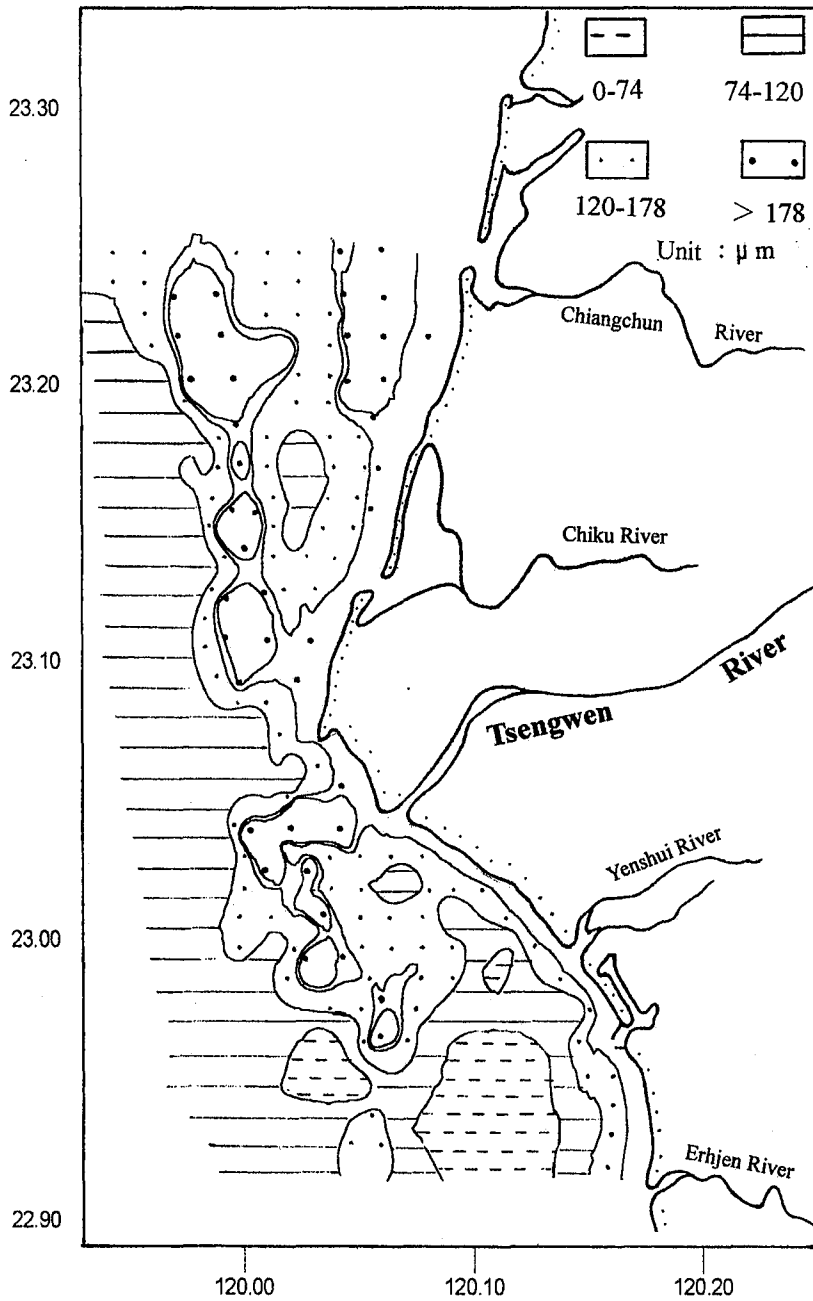 0-74 74-120
120-178 > 178
Unit : μ m
23.30
Chiangchun River
23.20
Chiku River
23.10
Tsengwen River
Yenshui River
23.00
Erhjen River
22.90
120.00 120.10 120.20